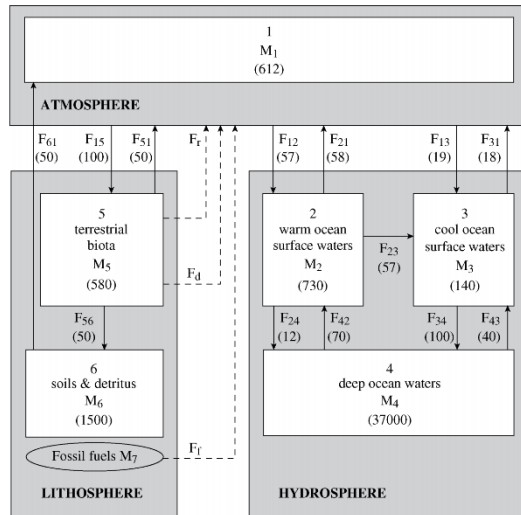 1
M1
(612)
ATMOSPHERE
F61
(50)
F15
(100)
F51
(50)
Fr
F12
(57)
F21
(58)
F13
(19)
F31
(18)
5
terrestrial
biota
M5
(580)
Fd
2
warm ocean
surface waters
M2
(730)
F23
(57)
3
cool ocean
surface waters
M3
(140)
F56
(50)
F24
(12)
F42
(70)
F34
(100)
F43
(40)
6
soils & detritus
M6
(1500)
4
deep ocean waters
M4
(37000)
Fossil fuels M7
Ff
LITHOSPHERE
HYDROSPHERE